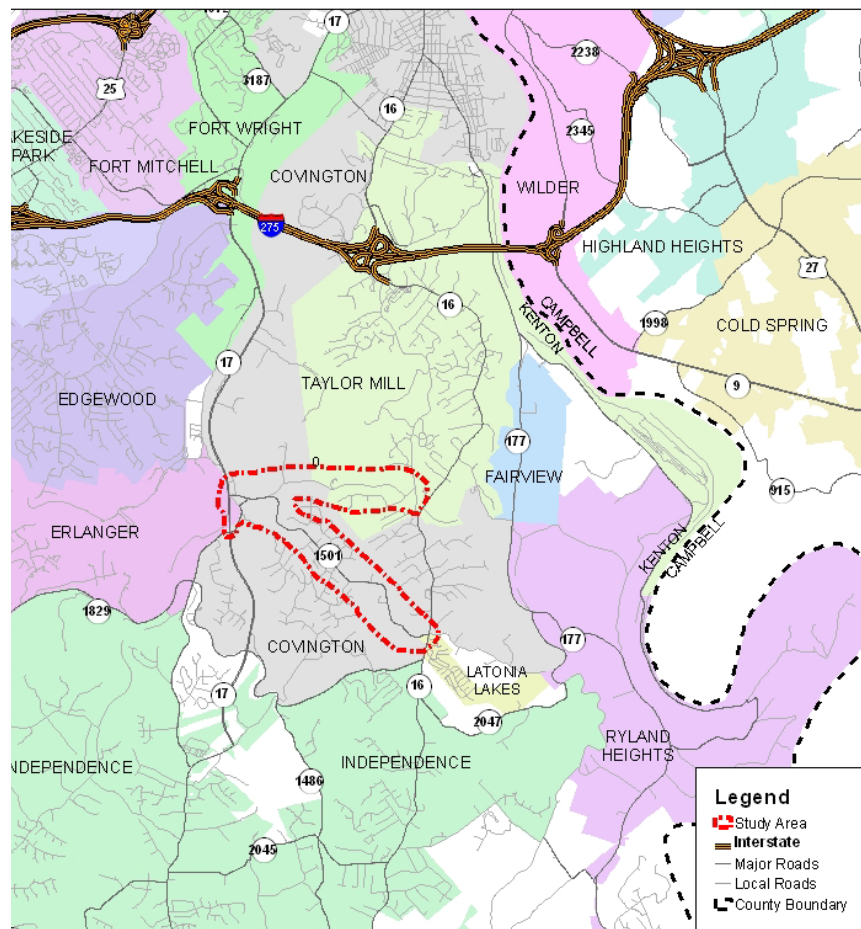 17
2238
25
3187
16
2345
AKESIDE
PARK
FORT WRIGHT
FORT MITCHELL
COVINGTON
WILDER
275
HIGHLAND HEIGHTS
27
16
CAMPBELL
KENTON
1998
COLD SPRING
17
TAYLOR MILL
9
EDGEWOOD
177
FAIRVIEW
0
915
ERLANGER
KENTON
CAMPBELL
1501
1829
COVINGTON
177
LATONIA
LAKES
17
16
2047
RYLAND
HEIGHTS
NDEPENDENCE
INDEPENDENCE
1486
2045
Legend
Study Area
Interstate
Major Roads
Local Roads
County Boundary